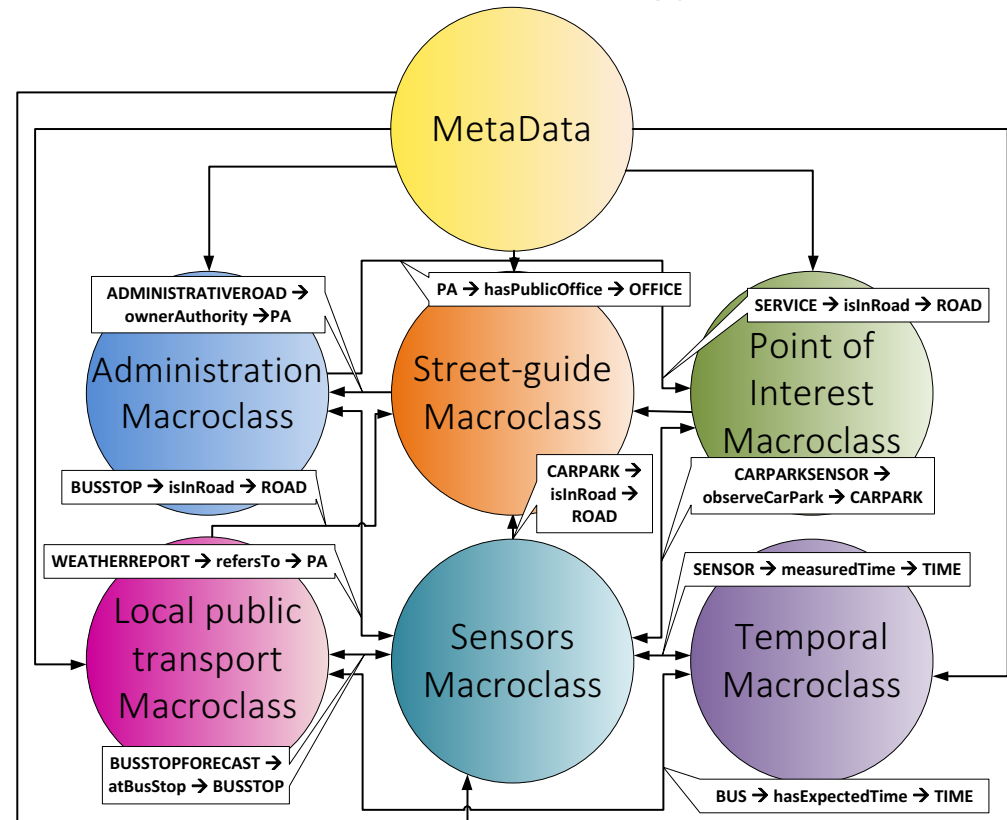 MetaData
ADMINISTRATIVEROAD →
ownerAuthority →PA
PA → hasPublicOffice → OFFICE
SERVICE → isInRoad → ROAD
Administration
Macroclass
Street-guide
Macroclass
Point of
Interest
Macroclass
BUSSTOP → isInRoad → ROAD
CARPARK →
isInRoad →
ROAD
CARPARKSENSOR →
observeCarPark → CARPARK
WEATHERREPORT → refersTo → PA
SENSOR → measuredTime → TIME
Local public
transport
Macroclass
Sensors
Macroclass
Temporal
Macroclass
BUSSTOPFORECAST →
atBusStop → BUSSTOP
BUS → hasExpectedTime → TIME